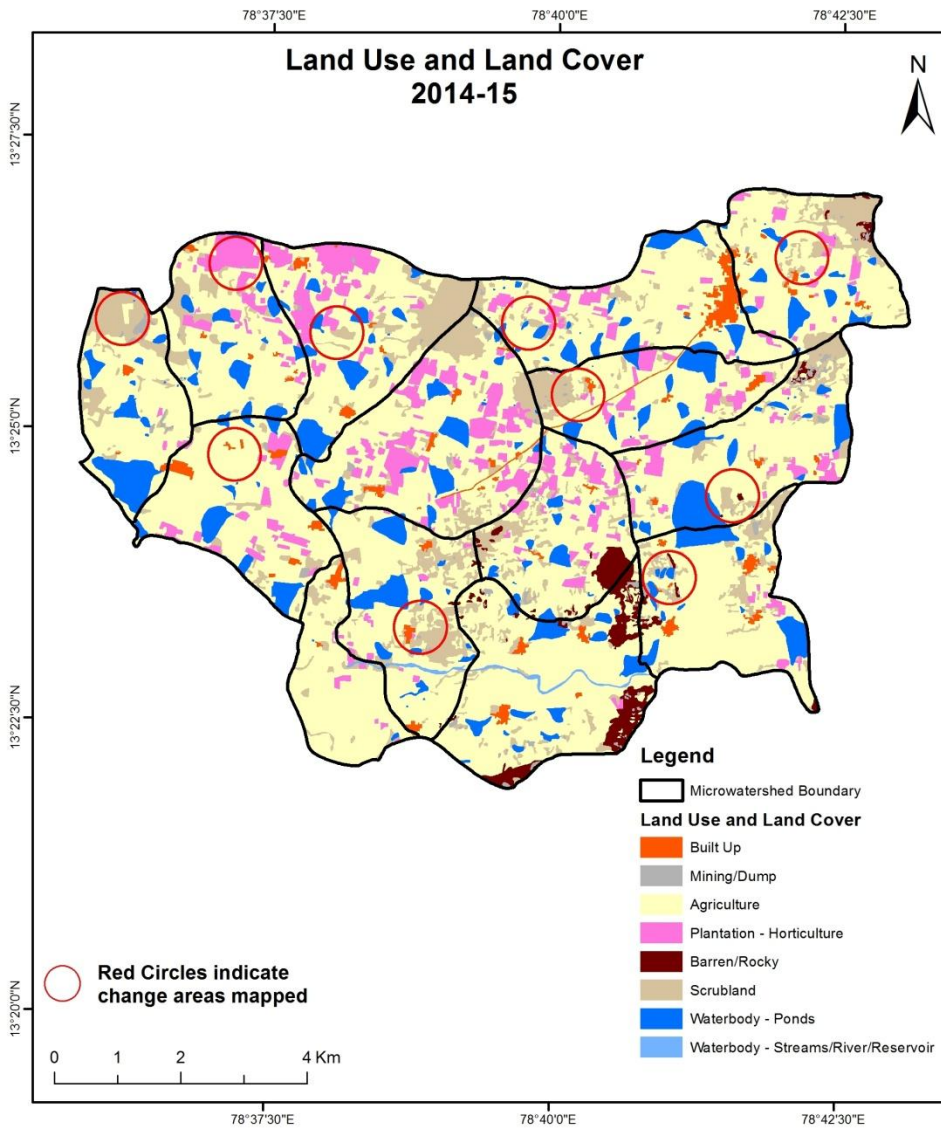 78°37'30"E 78°40'0"E 78°42'30"E
Land Use and Land Cover
2014-15
N
13°27'30"N
13°25'0"N
13°22'30"N
13°20'0"N
Legend
Microwatershed Boundary
Land Use and Land Cover
Built Up
Mining/Dump
Agriculture
Plantation - Horticulture
Barren/Rocky
Scrubland
Waterbody - Ponds
Waterbody - Streams/River/Reservoir
Red Circles indicate
change areas mapped
0 1 2 4 Km
78°37'30"E 78°40'0"E 78°42'30"E